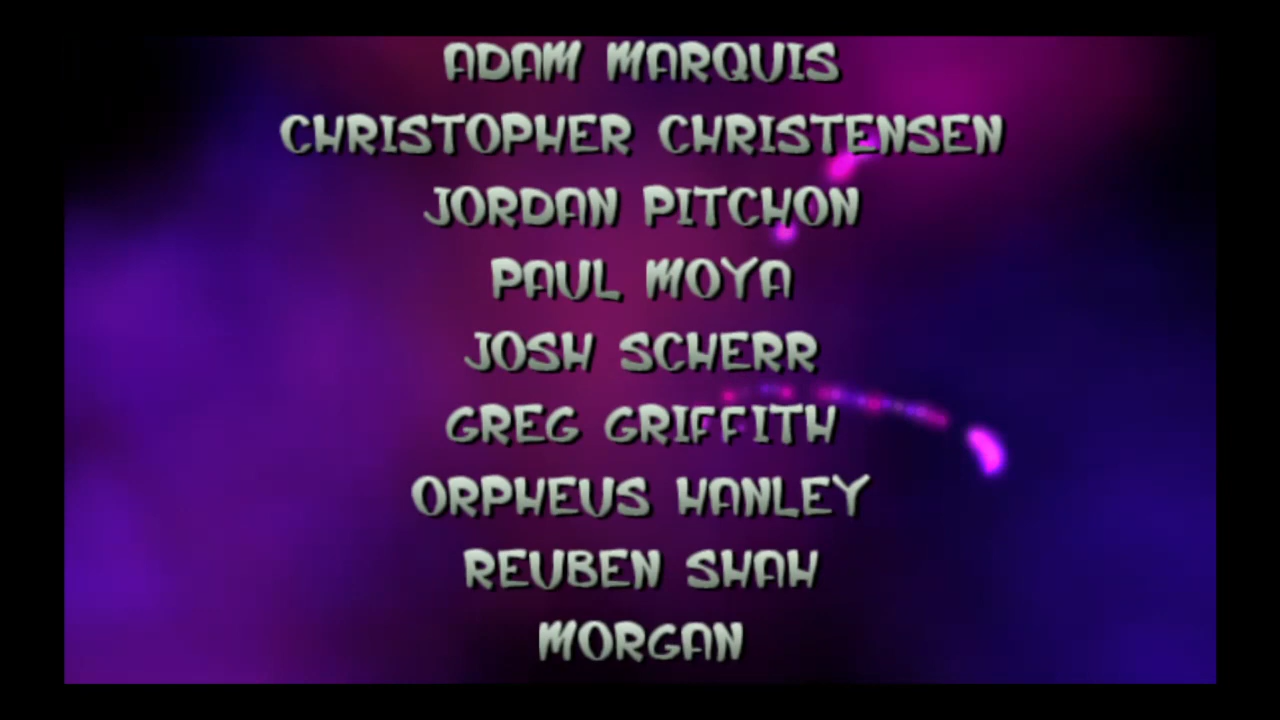 ADAM MARQUIS
CHRISTOPHER CHRISTENSEN
JORDAN PITCHON
PAUL MOYA
JOSH SCHERR
GREG GRIFFITH
ORPHEUS HANLEY
REUBEN SHAH
MORGAN